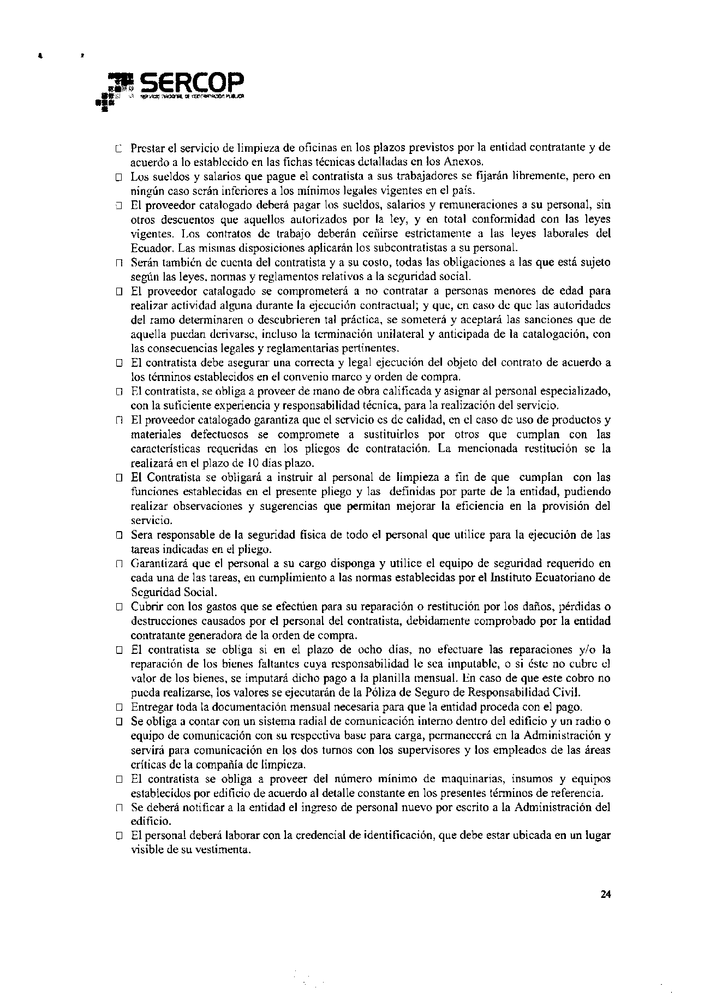 SERCOP
SERVICIO NACIONAL DE CONTRATACIÓN PÚBLICA
□ Prestar el servicio de limpieza de oficinas en los plazos previstos por la entidad contratante y de
acuerdo a lo establecido en las fichas técnicas detalladas en los Anexos.
□ Los sueldos y salarios que pague el contratista a sus trabajadores se fijarán libremente, pero en
ningún caso serán inferiores a los mínimos legales vigentes en el país.
□ El proveedor catalogado deberá pagar los sueldos, salarios y remuneraciones a su personal, sin
otros descuentos que aquellos autorizados por la ley, y en total conformidad con las leyes
vigentes. Los contratos de trabajo deberán ceñirse estrictamente a las leyes laborales del
Ecuador. Las mismas disposiciones aplicarán los subcontratistas a su personal.
□ Serán también de cuenta del contratista y a su costo, todas las obligaciones a las que está sujeto
según las leyes, normas y reglamentos relativos a la seguridad social.
□ El proveedor catalogado se comprometerá a no contratar a personas menores de edad para
realizar actividad alguna durante la ejecución contractual; y que, en caso de que las autoridades
del ramo determinaren o descubrieren tal práctica, se someterá y aceptará las sanciones que de
aquella puedan derivarse, incluso la terminación unilateral y anticipada de la catalogación, con
las consecuencias legales y reglamentarias pertinentes.
□ El contratista debe asegurar una correcta y legal ejecución del objeto del contrato de acuerdo a
los términos establecidos en el convenio marco y orden de compra.
□ El contratista, se obliga a proveer de mano de obra calificada y asignar al personal especializado,
con la suficiente experiencia y responsabilidad técnica, para la realización del servicio.
□ El proveedor catalogado garantiza que el servicio es de calidad, en el caso de uso de productos y
materiales defectuosos se compromete a sustituirlos por otros que cumplan con las
características requeridas en los pliegos de contratación. La mencionada restitución se la
realizará en el plazo de 10 días plazo.
□ El Contratista se obligará a instruir al personal de limpieza a fin de que cumplan con las
funciones establecidas en el presente pliego y las definidas por parte de la entidad, pudiendo
realizar observaciones y sugerencias que permitan mejorar la eficiencia en la provisión del
servicio.
□ Sera responsable de la seguridad física de todo el personal que utilice para la ejecución de las
tareas indicadas en el pliego.
□ Garantizará que el personal a su cargo disponga y utilice el equipo de seguridad requerido en
cada una de las tareas, en cumplimiento a las normas establecidas por el Instituto Ecuatoriano de
Seguridad Social.
□ Cubrir con los gastos que se efectúen para su reparación o restitución por los daños, pérdidas o
destrucciones causados por el personal del contratista, debidamente comprobado por la entidad
contratante generadora de la orden de compra.
□ El contratista se obliga si en el plazo de ocho días, no efectuare las reparaciones y/o la
reparación de los bienes faltantes cuya responsabilidad le sea imputable, o si éste no cubre el
valor de los bienes, se imputará dicho pago a la planilla mensual. En caso de que este cobro no
pueda realizarse, los valores se ejecutarán de la Póliza de Seguro de Responsabilidad Civil.
□ Entregar toda la documentación mensual necesaria para que la entidad proceda con el pago.
□ Se obliga a contar con un sistema radial de comunicación interno dentro del edificio y un radio o
equipo de comunicación con su respectiva base para carga, permanecerá en la Administración y
servirá para comunicación en los dos turnos con los supervisores y los empleados de las áreas
críticas de la compañía de limpieza.
□ El contratista se obliga a proveer del número mínimo de maquinarias, insumos y equipos
establecidos por edificio de acuerdo al detalle constante en los presentes términos de referencia.
□ Se deberá notificar a la entidad el ingreso de personal nuevo por escrito a la Administración del
edificio.
□ El personal deberá laborar con la credencial de identificación, que debe estar ubicada en un lugar
visible de su vestimenta.
24